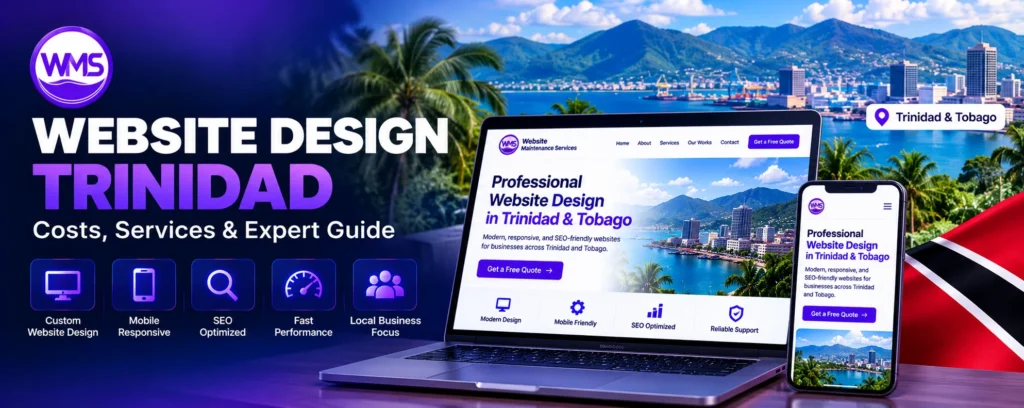 WMS
WEBSITE DESIGN
TRINIDAD
Costs, Services & Expert Guide
Custom
Website Design
Mobile
Responsive
SEO
Optimized
Fast
Performance
Local Business
Focus
Trinidad & Tobago
WMS
Website
Maintenance Services
Home About Services Our Works Contact Get a Free Quote
Professional
Website Design
in Trinidad & Tobago
Modern, responsive, and SEO-friendly websites
for businesses across Trinidad and Tobago.
Get a Free Quote →
Modern Design Mobile Friendly SEO Optimized Reliable Support
WMS
Professional
Website Design
in Trinidad & Tobago
Modern, responsive, and
SEO-friendly websites for
businesses across Trinidad
and Tobago.
Get a Free Quote →